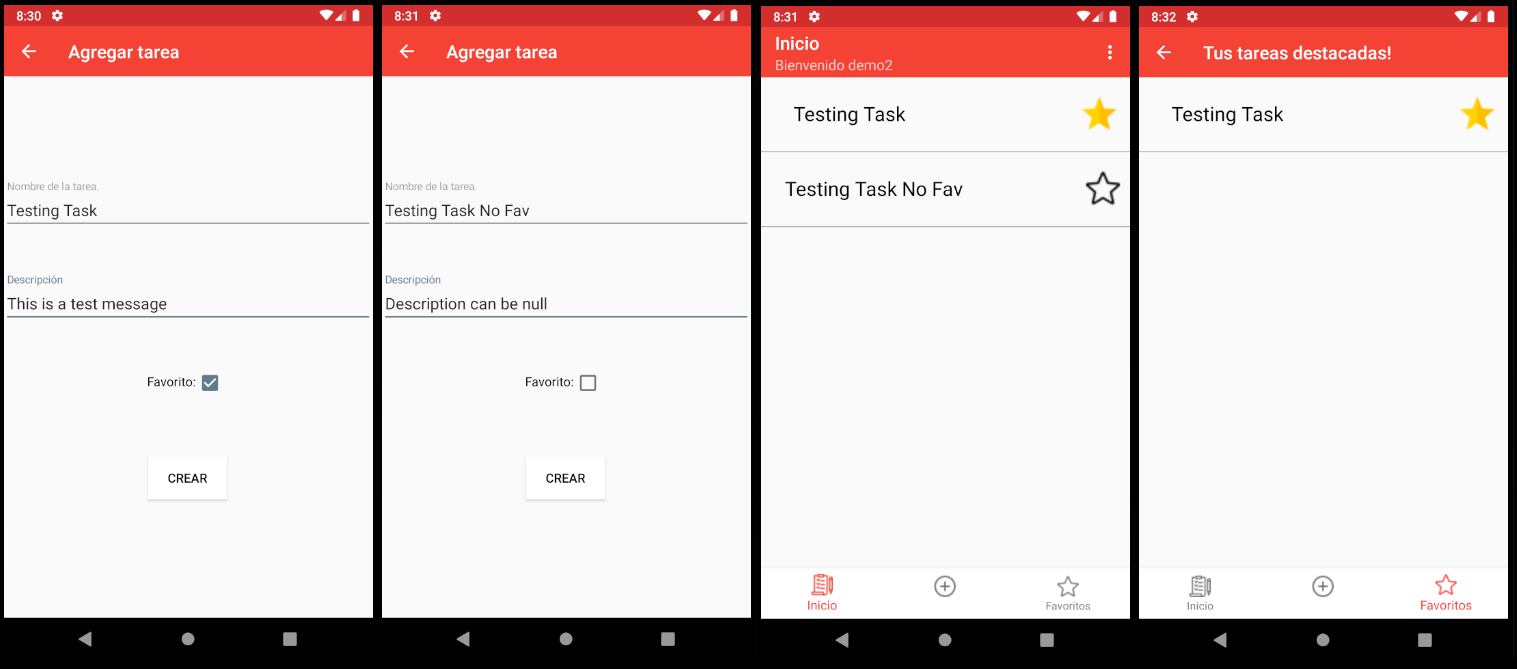 8:30
Agregar tarea
Nombre de la tarea.
Testing Task
Descripción
This is a test message
Favorito:
CREAR
8:31
Agregar tarea
Nombre de la tarea.
Testing Task No Fav
Descripción
Description can be null
Favorito:
CREAR
8:31
Inicio
Bienvenido demo2
Testing Task
Testing Task No Fav
Inicio
Favoritos
8:32
Tus tareas destacadas!
Testing Task
Inicio
Favoritos